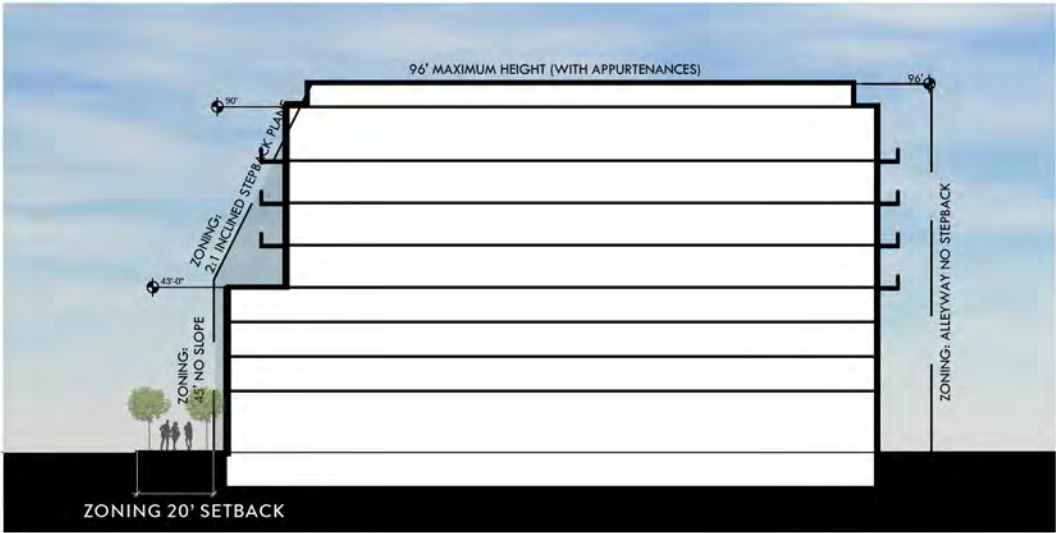 96' MAXIMUM HEIGHT (WITH APPURTENANCES)
96'
90'
ZONING:
2:1 INCLINED STEPBACK PLANE
43'-0"
ZONING:
45' NO SLOPE
ZONING: ALLEYWAY NO STEPBACK
ZONING 20' SETBACK